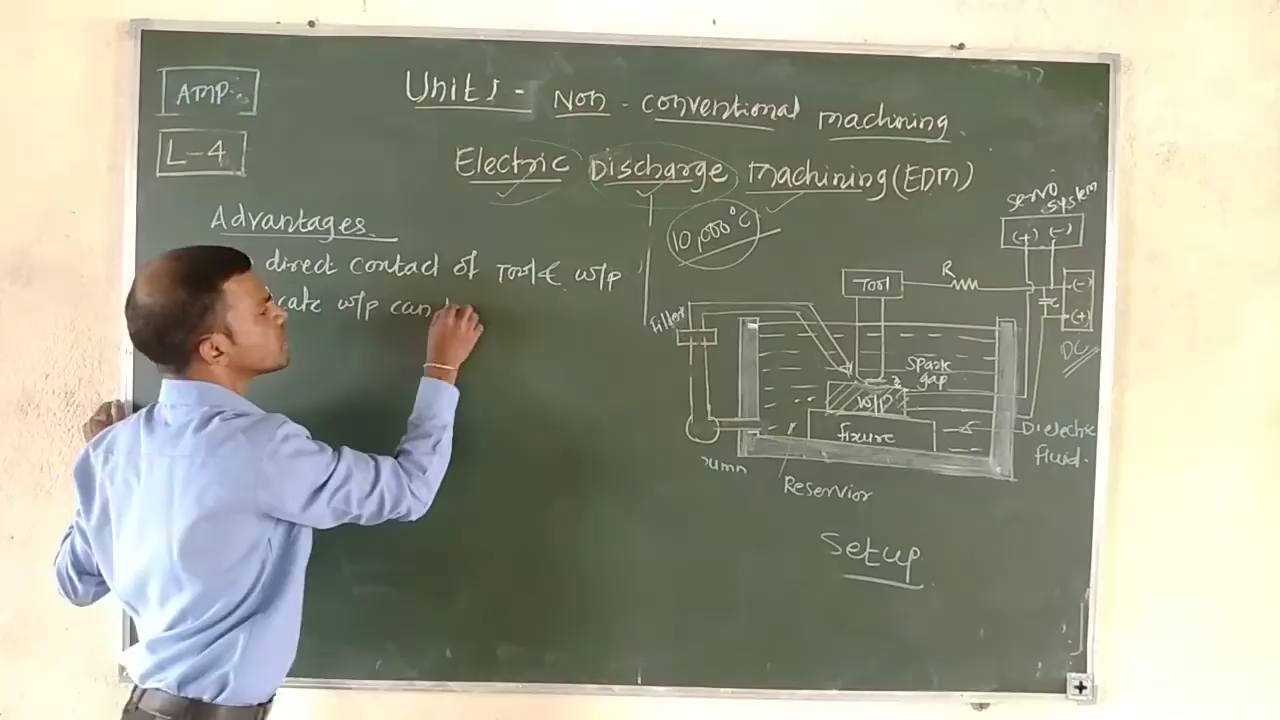 AMP:-
L-4
Unit 5 - Non - conventional machining.
Electric Discharge Machining (EDM)
Advantages
direct contact of Tool & w/p
w/p can
10,000°C
servo system
(+) (-)
Tool
R
(-)
C
(+)
DC
Filter
Spark gap
W/P
fixure
Dielectric fluid.
Reservior
Setup